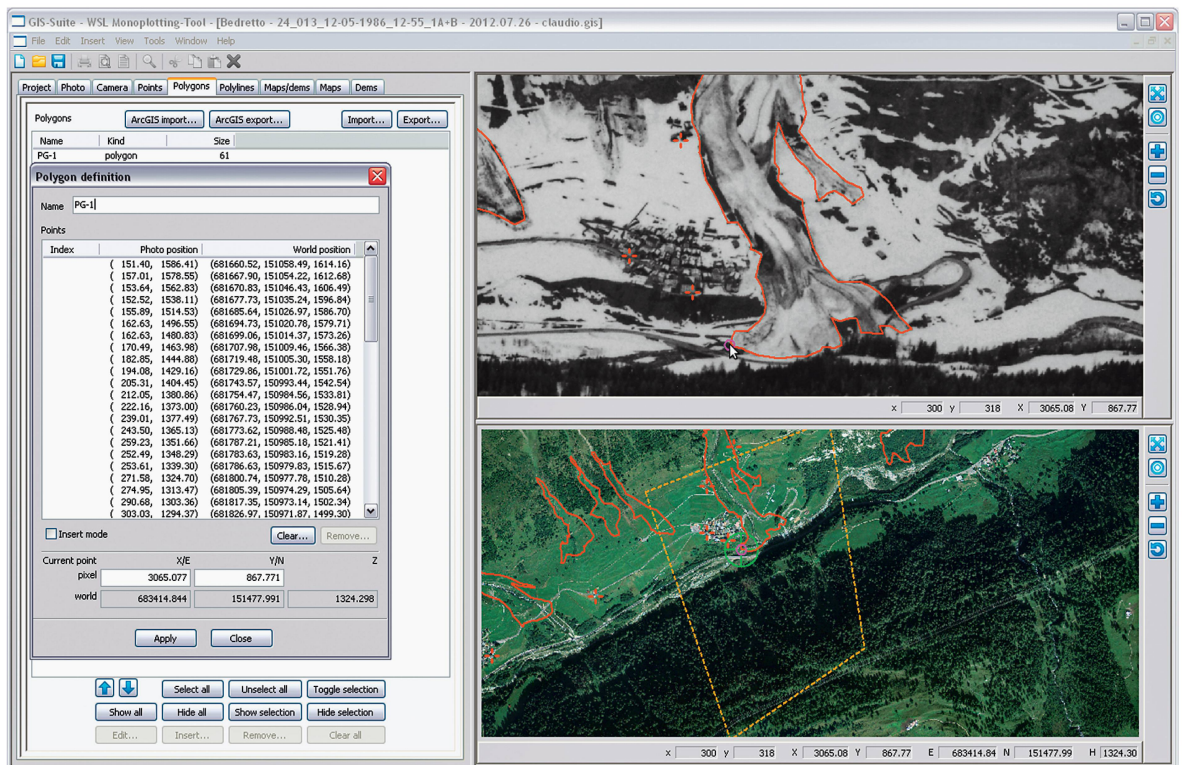 GIS-Suite - WSL Monoplotting-Tool - [Bedretto - 24_013_12-05-1986_12-55_1A+B - 2012.07.26 - claudio.gis]
File Edit Insert View Tools Window Help
Project Photo Camera Points Polygons Polylines Maps/dems Maps Dems
Polygons ArcGIS import... ArcGIS export... Import... Export...
Name Kind Size
PG-1 polygon 61
Polygon definition
Name PG-1
Points
Index Photo position World position
( 151.40, 1586.41) (681660.52, 151058.49, 1614.16)
( 157.01, 1578.55) (681667.90, 151054.22, 1612.68)
( 153.64, 1562.83) (681670.83, 151046.43, 1606.49)
( 152.52, 1538.11) (681677.73, 151035.24, 1596.84)
( 155.89, 1514.53) (681685.64, 151026.97, 1586.70)
( 162.63, 1496.55) (681694.73, 151020.78, 1579.71)
( 162.63, 1480.83) (681699.06, 151014.37, 1573.26)
( 170.49, 1463.98) (681707.98, 151009.46, 1566.38)
( 182.85, 1444.88) (681719.48, 151005.30, 1558.18)
( 194.08, 1429.16) (681729.86, 151001.72, 1551.76)
( 205.31, 1404.45) (681743.57, 150993.44, 1542.54)
( 212.05, 1380.86) (681754.47, 150984.56, 1533.81)
( 222.16, 1373.00) (681760.23, 150986.04, 1528.94)
( 239.01, 1377.49) (681767.73, 150992.51, 1530.35)
( 243.50, 1365.13) (681773.62, 150988.48, 1525.48)
( 259.23, 1351.66) (681787.21, 150985.18, 1521.41)
( 252.49, 1348.29) (681783.63, 150983.16, 1519.28)
( 253.61, 1339.30) (681786.63, 150979.83, 1515.67)
( 271.58, 1324.70) (681800.74, 150977.78, 1510.28)
( 274.95, 1313.47) (681805.39, 150974.29, 1505.64)
( 290.68, 1303.36) (681817.35, 150973.14, 1502.34)
( 303.03, 1294.37) (681826.97, 150971.87, 1499.30)
Insert mode Clear... Remove...
Current point X/E Y/N Z
pixel 3065.077 867.771
world 683414.844 151477.991 1324.298
Apply Close
Select all Unselect all Toggle selection
Show all Hide all Show selection Hide selection
Edit... Insert... Remove... Clear all
x 300 y 318 X 3065.08 Y 867.77
x 300 y 318 X 3065.08 Y 867.77 E 683414.84 N 151477.99 H 1324.30